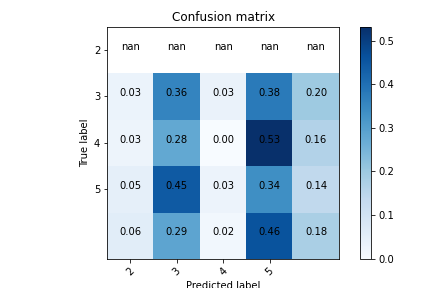 Confusion matrix
nan nan nan nan nan
0.03 0.36 0.03 0.38 0.20
0.03 0.28 0.00 0.53 0.16
0.05 0.45 0.03 0.34 0.14
0.06 0.29 0.02 0.46 0.18
2
3
4
5
True label
2 3 4 5
Predicted label
0.5
0.4
0.3
0.2
0.1
0.0